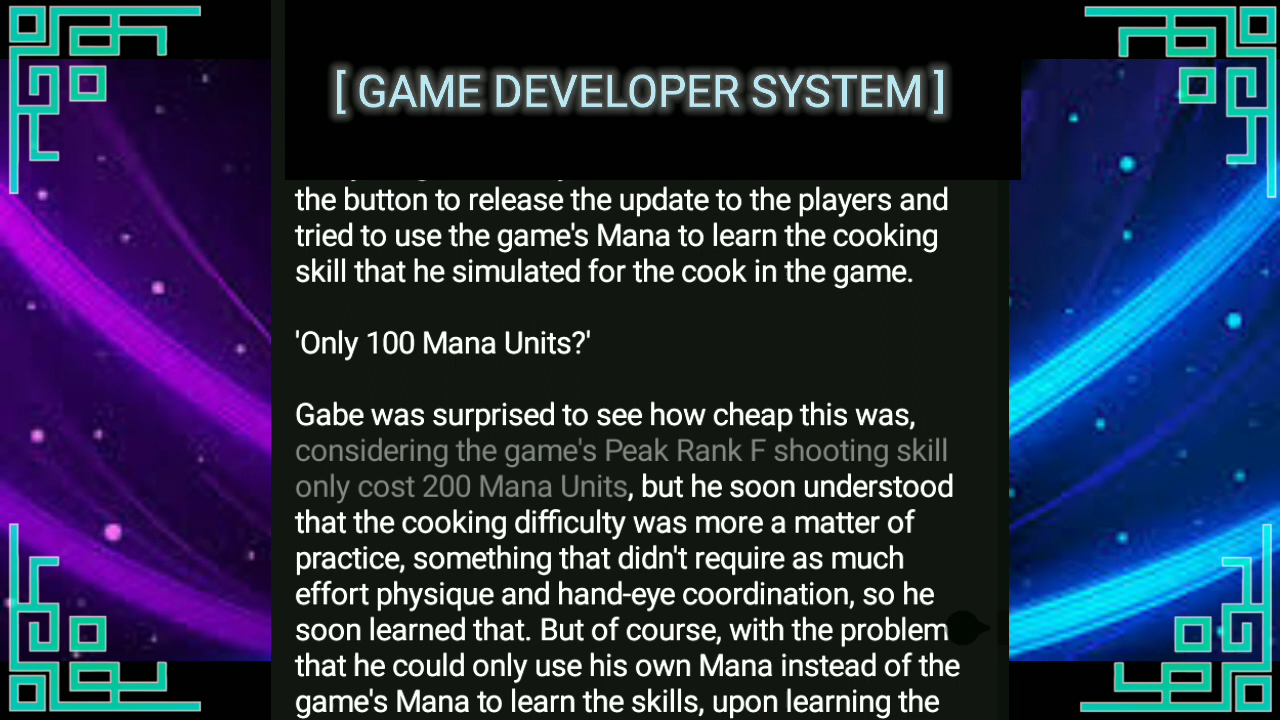 [ GAME DEVELOPER SYSTEM ]
the button to release the update to the players and
tried to use the game's Mana to learn the cooking
skill that he simulated for the cook in the game.
'Only 100 Mana Units?'
Gabe was surprised to see how cheap this was,
considering the game's Peak Rank F shooting skill
only cost 200 Mana Units, but he soon understood
that the cooking difficulty was more a matter of
practice, something that didn't require as much
effort physique and hand-eye coordination, so he
soon learned that. But of course, with the problem
that he could only use his own Mana instead of the
game's Mana to learn the skills, upon learning the